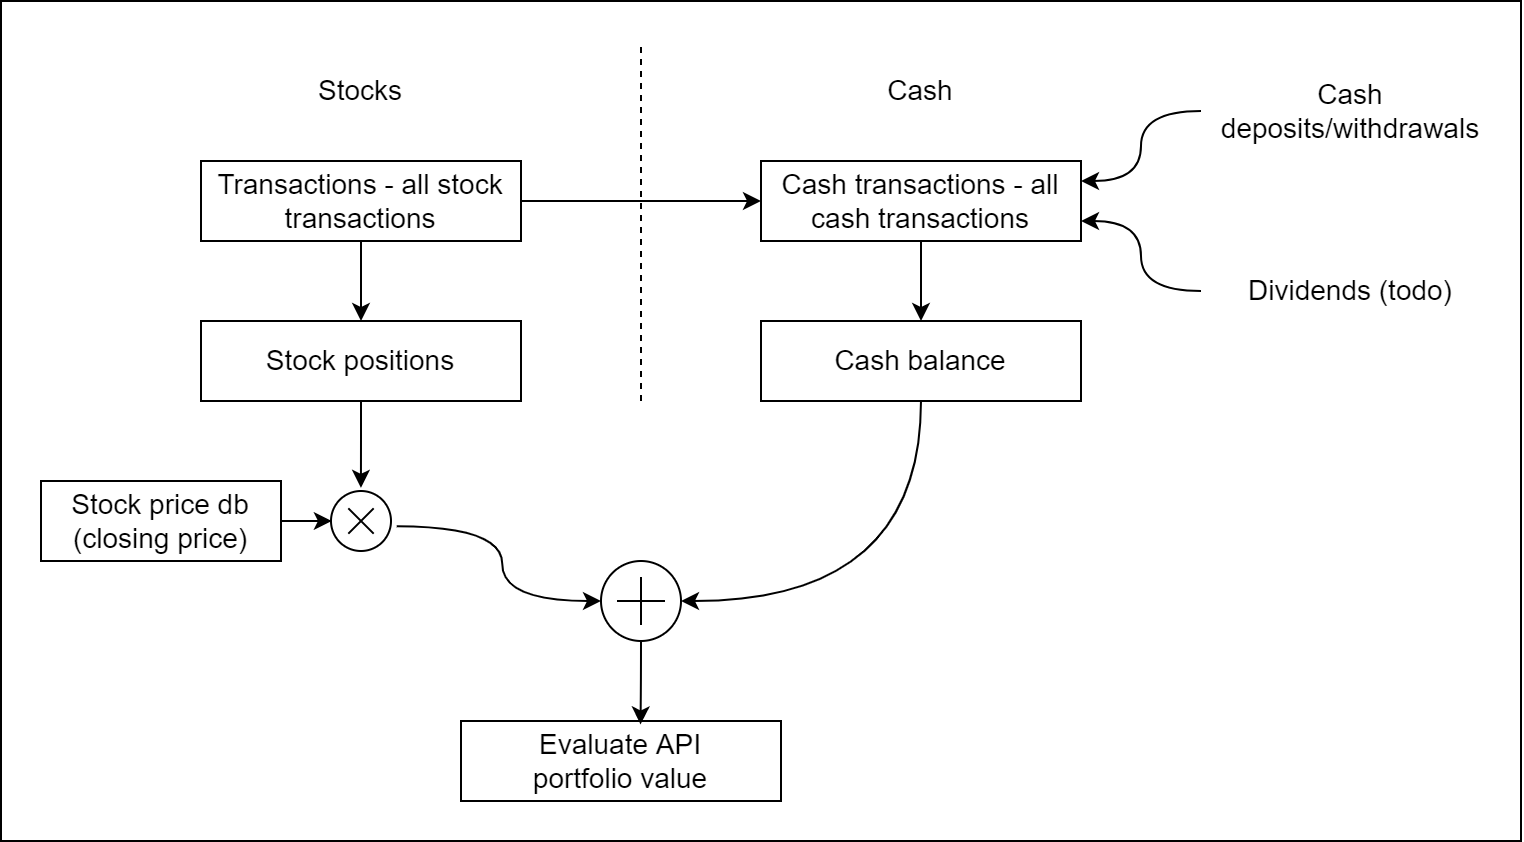 Stocks
Cash
Cash
deposits/withdrawals
Transactions - all stock
transactions
Cash transactions - all
cash transactions
Dividends (todo)
Stock positions
Cash balance
Stock price db
(closing price)
Evaluate API
portfolio value